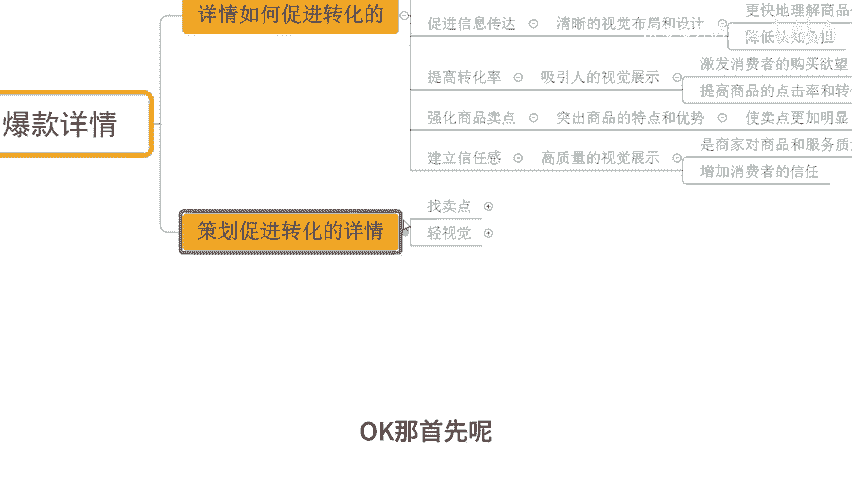 爆款详情
详情如何促进转化的
促进信息传达
清晰的视觉布局和设计
更快地理解商品
提高转化率
吸引人的视觉展示
激发消费者的购买欲望
提高商品的点击率和转
强化商品卖点
突出商品的特点和优势
使卖点更加明显
建立信任感
高质量的视觉展示
是商家对商品和服务质
增加消费者的信任
策划促进转化的详情
找卖点
轻视觉
OK那首先呢